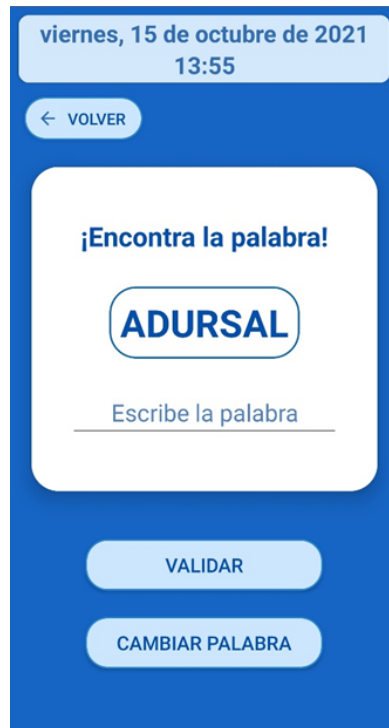 viernes, 15 de octubre de 2021
13:55
← VOLVER
¡Encontra la palabra!
ADURSAL
Escribe la palabra
VALIDAR
CAMBIAR PALABRA